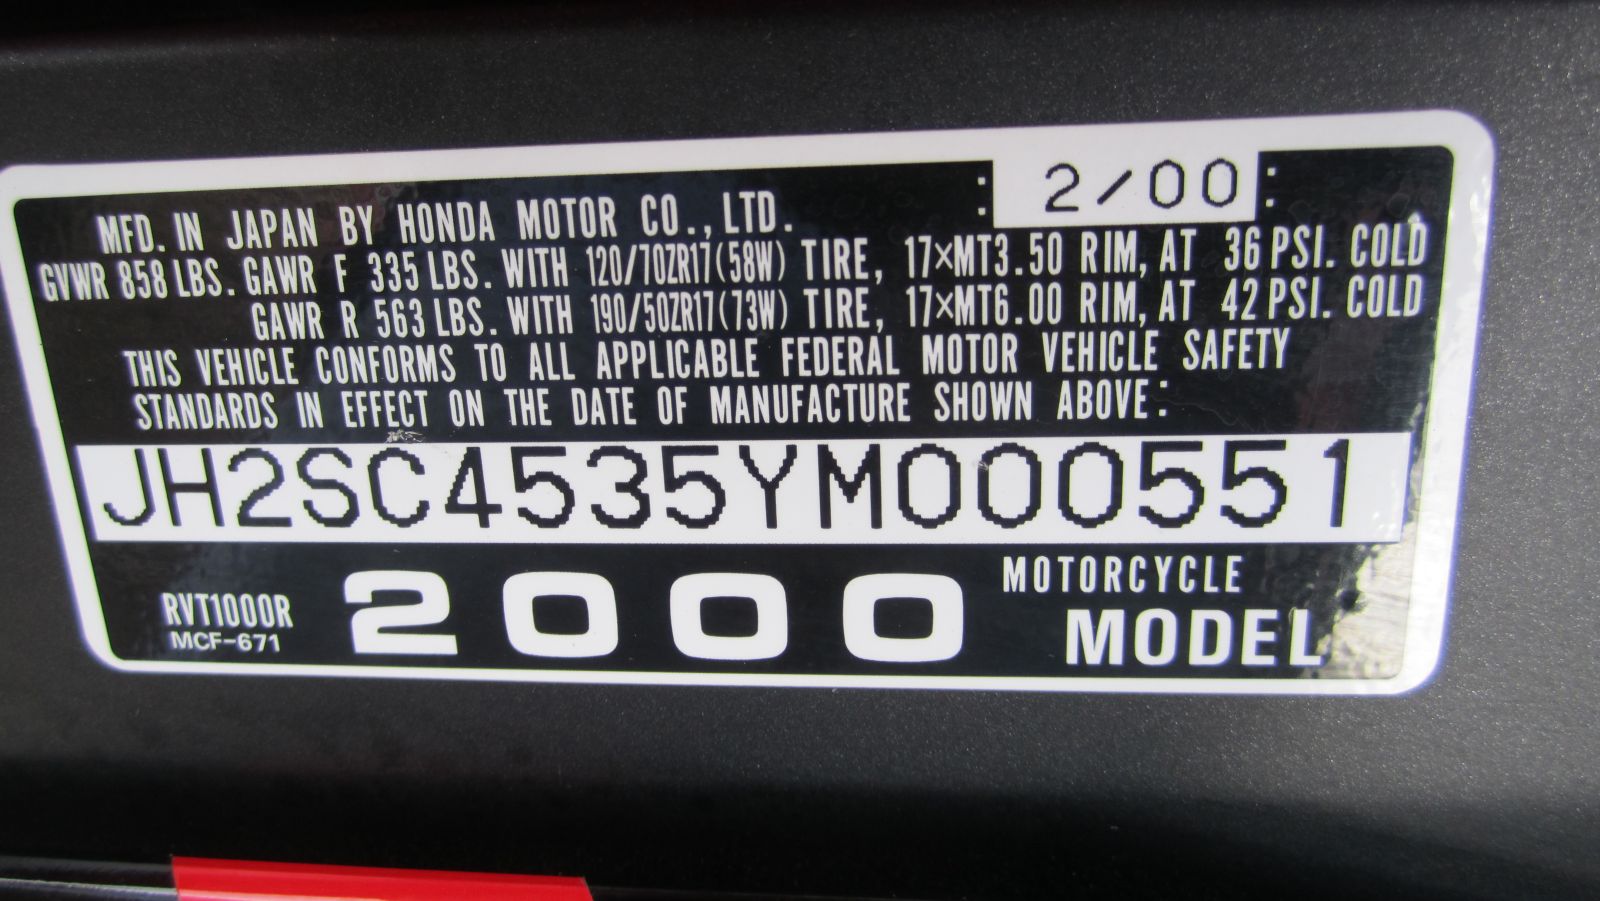 : 2/00 :
MFD. IN JAPAN BY HONDA MOTOR CO., LTD.
GVWR 858 LBS. GAWR F 335 LBS. WITH 120/70ZR17(58W) TIRE, 17×MT3.50 RIM, AT 36 PSI. COLD
GAWR R 563 LBS. WITH 190/50ZR17(73W) TIRE, 17×MT6.00 RIM, AT 42 PSI. COLD
THIS VEHICLE CONFORMS TO ALL APPLICABLE FEDERAL MOTOR VEHICLE SAFETY
STANDARDS IN EFFECT ON THE DATE OF MANUFACTURE SHOWN ABOVE:
JH2SC4535YM000551
RVT1000R
MCF-671
2000
MOTORCYCLE
MODEL